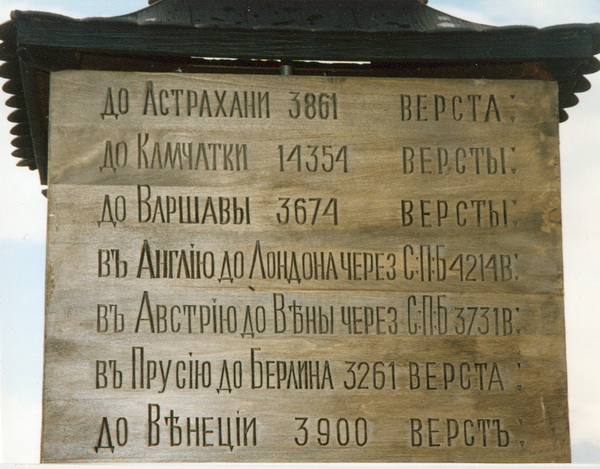 до Астрахани 3861 верста:
до Камчатки 14354 версты:
до Варшавы 3674 версты:
въ Англію до Лондона через С:П:Б 4214 в:
въ Австрію до Вѣны через С:П:Б 3731 в:
въ Прусію до Берлина 3261 верста:
до Вѣнеціи 3900 верстъ: